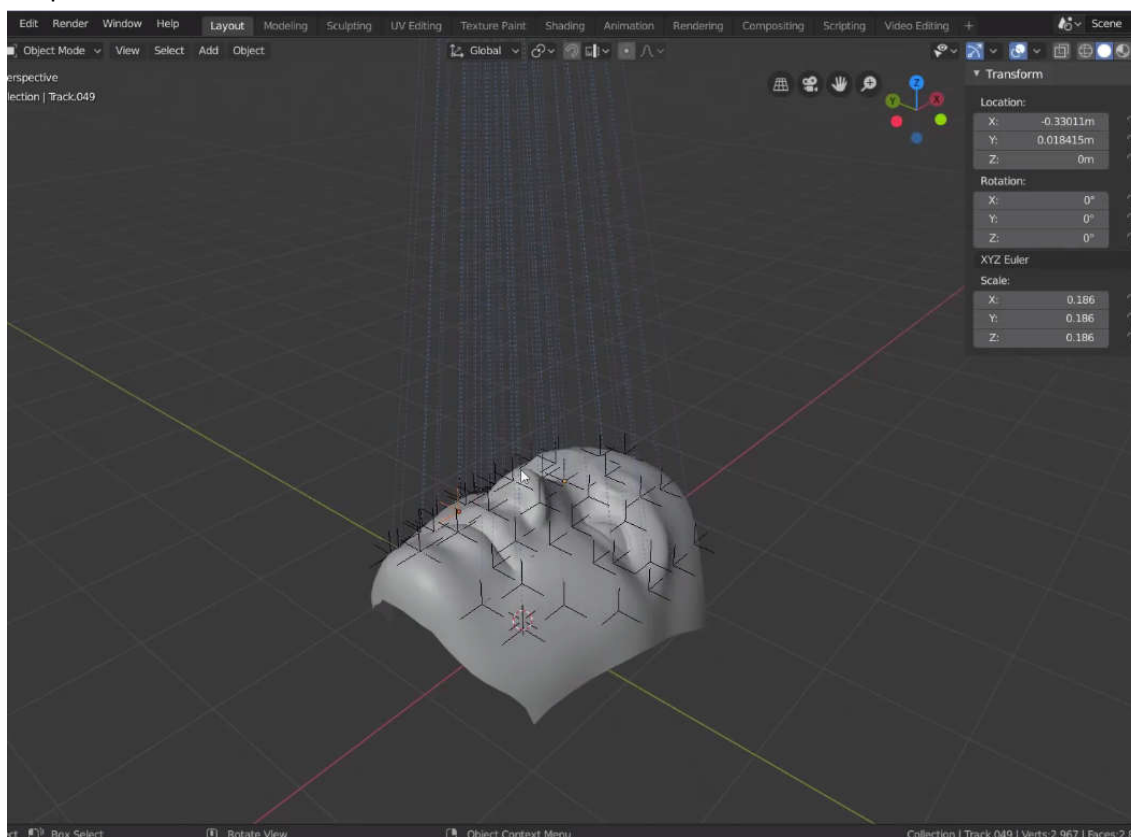 Edit Render Window Help Layout Modeling Sculpting UV Editing Texture Paint Shading Animation Rendering Compositing Scripting Video Editing + Scene
Object Mode View Select Add Object Global
erspective
lection | Track.049
Transform
Location:
X: -0.33011m
Y: 0.018415m
Z: 0m
Rotation:
X: 0°
Y: 0°
Z: 0°
XYZ Euler
Scale:
X: 0.186
Y: 0.186
Z: 0.186
Z
Y
X
ect Box Select Rotate View Object Context Menu Collection | Track.049 | Verts:2,967 | Faces:2,